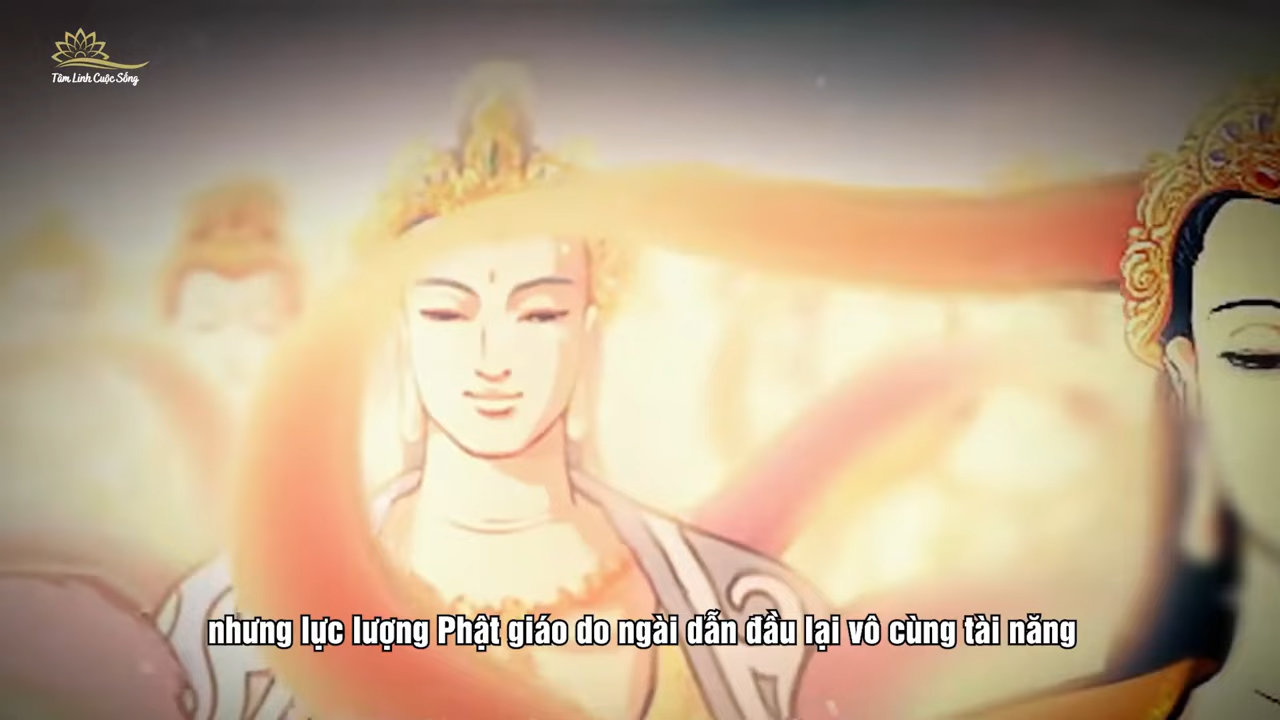 Tâm Linh Cuộc Sống
nhưng lực lượng Phật giáo do ngài dẫn đầu lại vô cùng tài năng